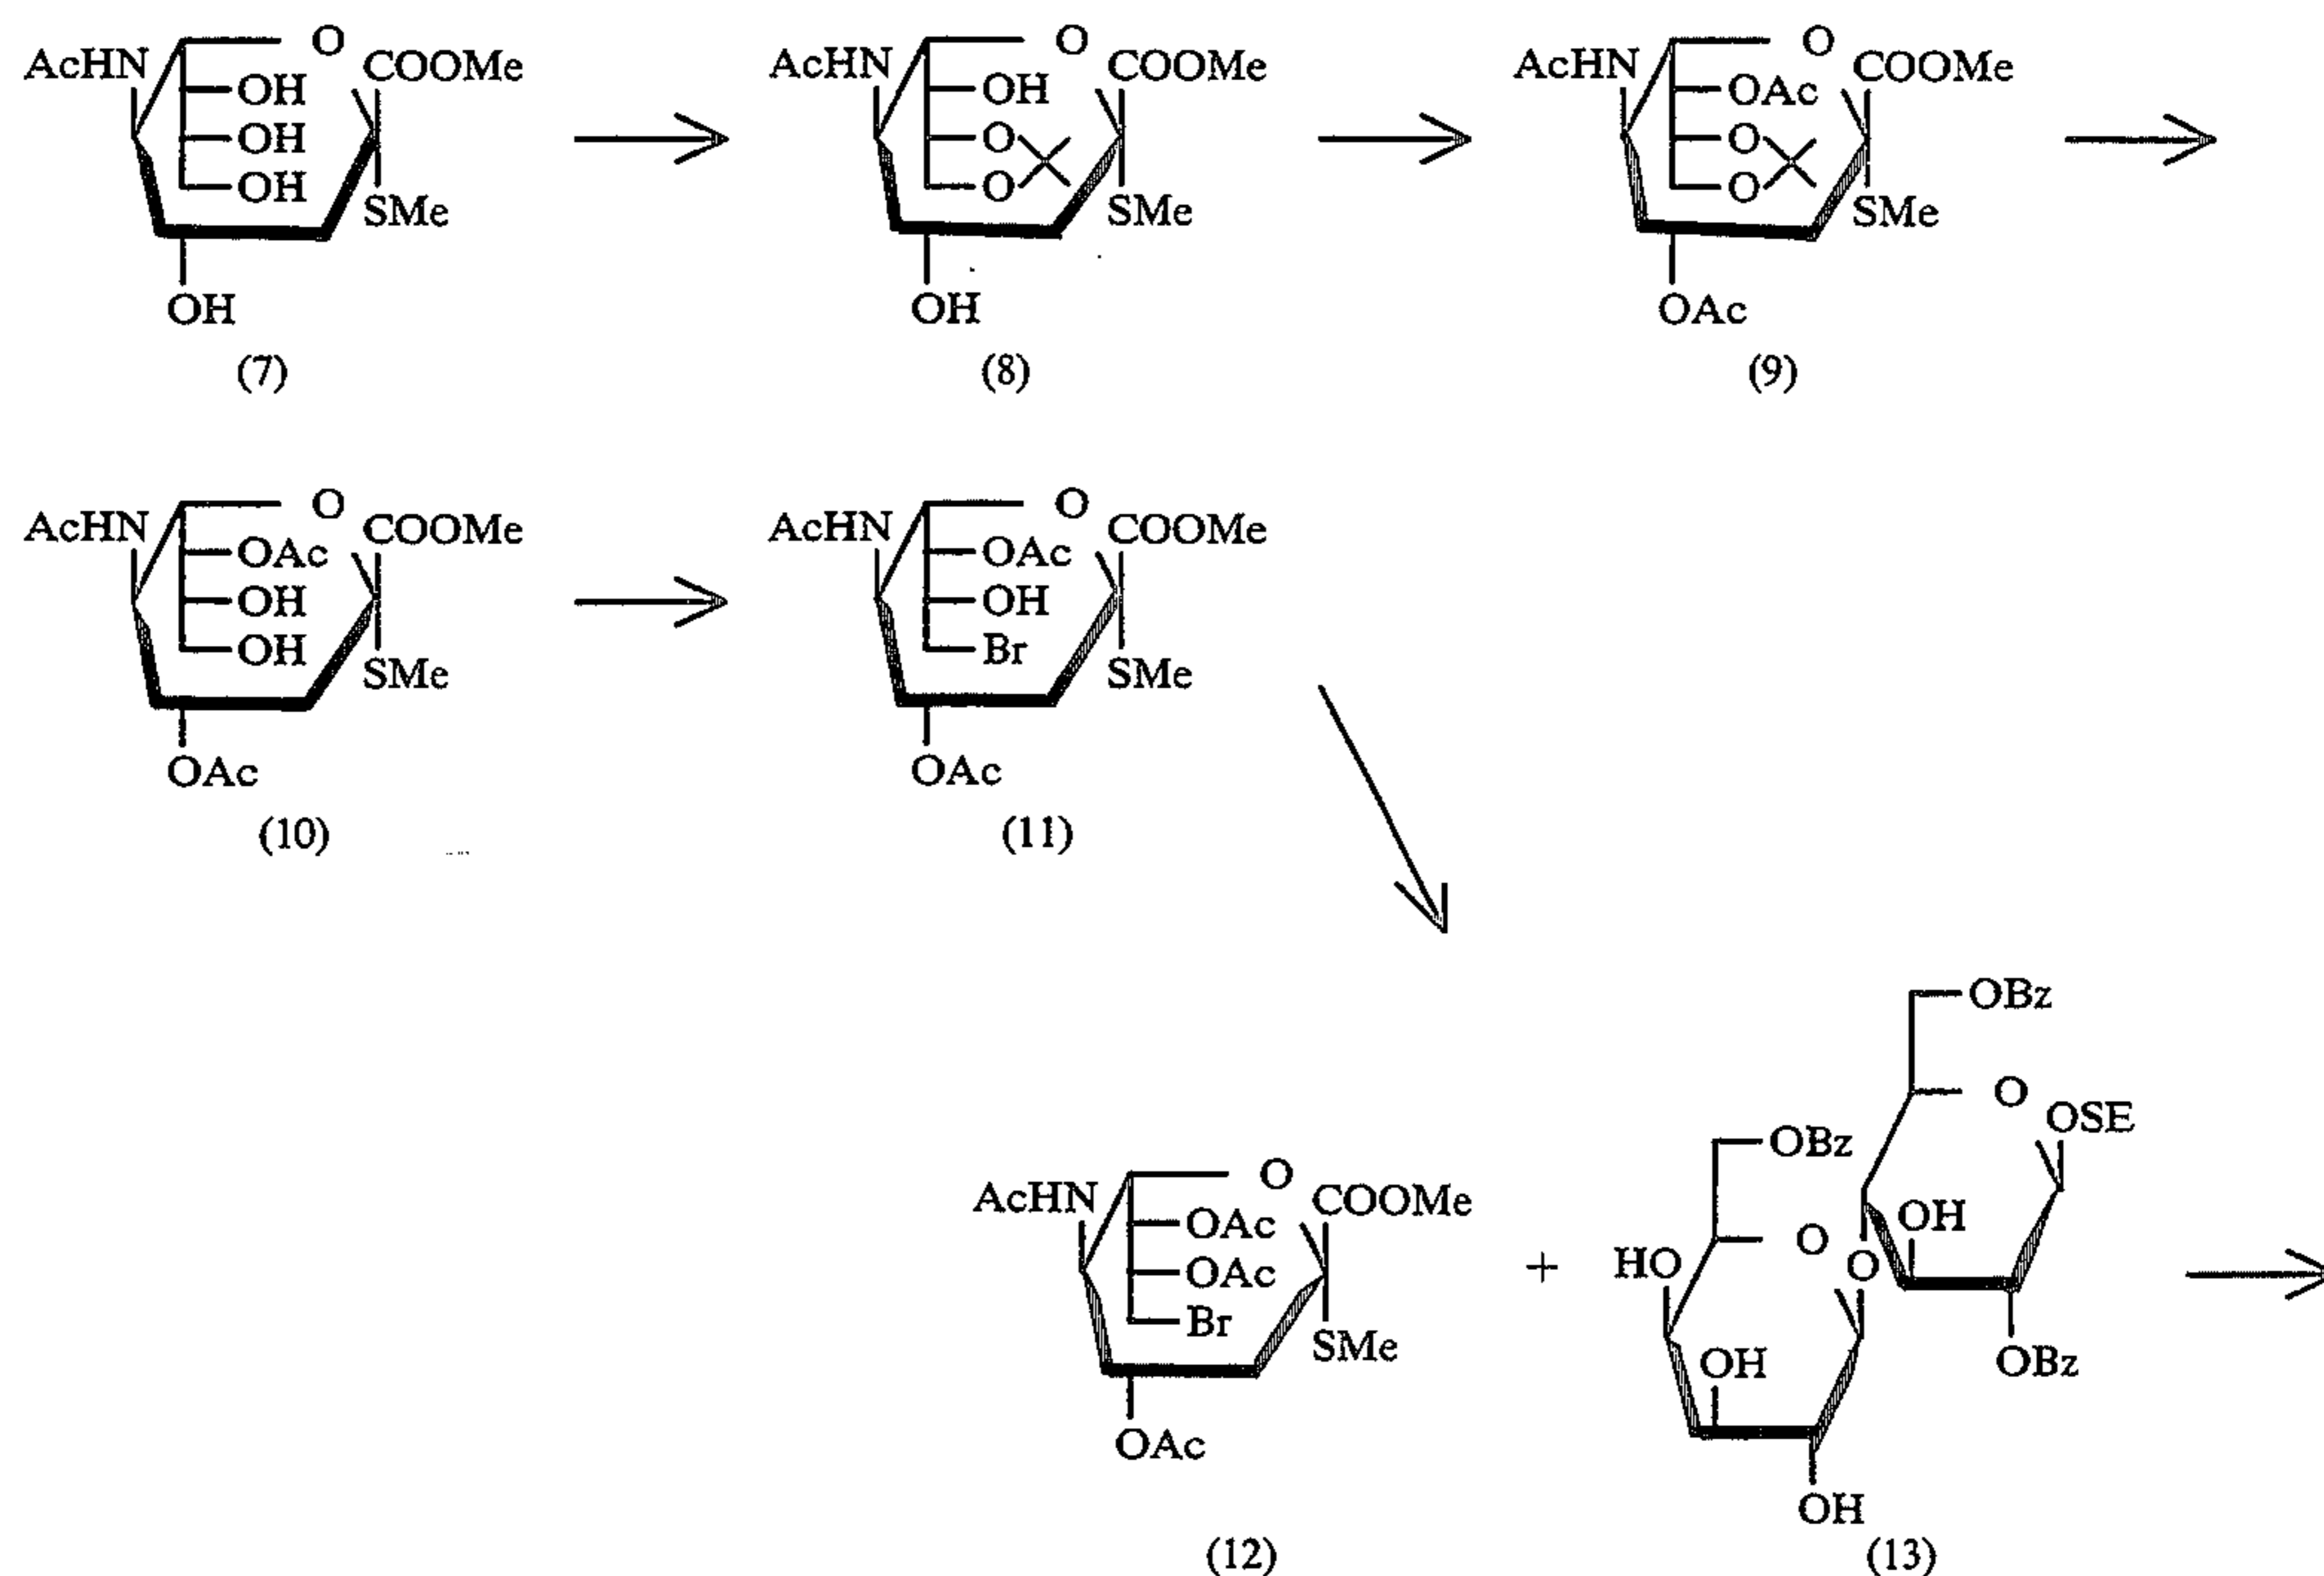 AcHN O COOMe
OH
OH
OH
SMe
OH
(7)
AcHN O COOMe
OH
O
O
SMe
OH
(8)
AcHN O COOMe
OAc
O
O
SMe
OAc
(9)
AcHN O COOMe
OAc
OH
OH
SMe
OAc
(10)
AcHN O COOMe
OAc
OH
Br
SMe
OAc
(11)
AcHN O COOMe
OAc
OAc
Br
SMe
OAc
(12)
+
OBz
O
OSE
OBz
OH
HO O O
OH
OBz
OH
(13)